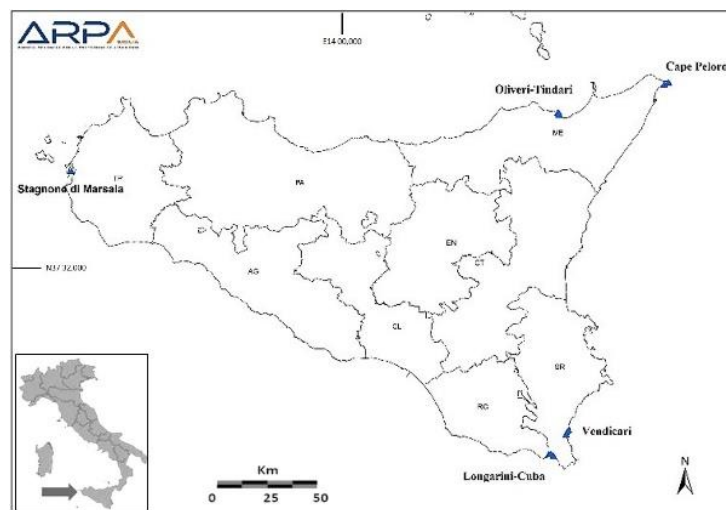 ARPA
SICILIA
E14 00,000
Cape Peloro
Oliveri-Tindari
ME
Stagnone di Marsala
TP
PA
EN
CT
N37 32,000
AG
CL
SR
RG
Vendicari
Longarini-Cuba
Km
0 25 50
N